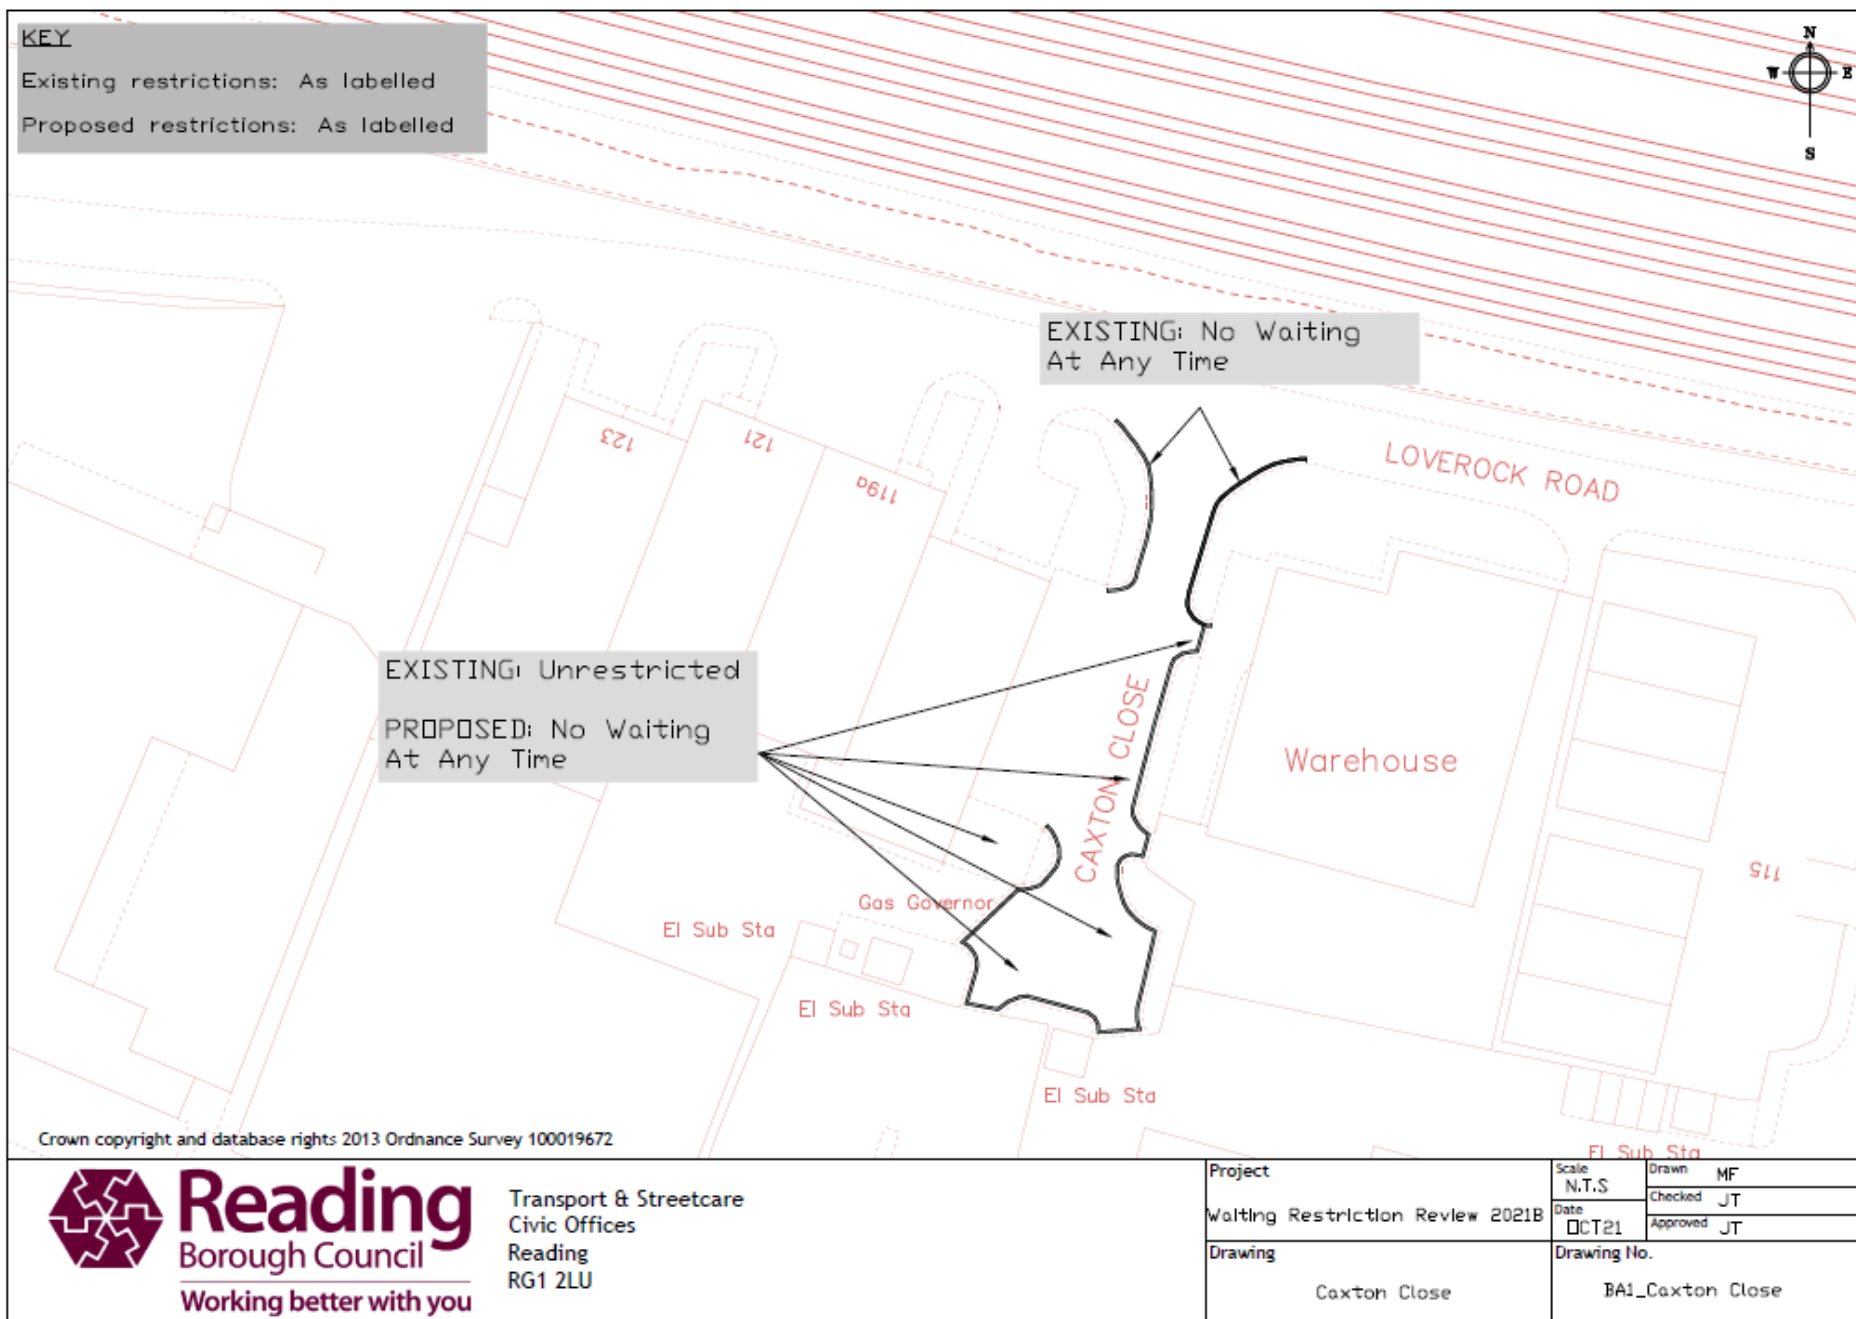 KEY
Existing restrictions: As labelled
Proposed restrictions: As labelled
N
W E
S
EXISTING: No Waiting
At Any Time
LOVEROCK ROAD
123
121
119a
EXISTING: Unrestricted
PROPOSED: No Waiting
At Any Time
CAXTON CLOSE
Warehouse
115
Gas Governor
El Sub Sta
El Sub Sta
El Sub Sta
El Sub Sta
Crown copyright and database rights 2013 Ordnance Survey 100019672
Reading
Borough Council
Working better with you
Transport & Streetcare
Civic Offices
Reading
RG1 2LU
Project
Waiting Restriction Review 2021B
Drawing
Caxton Close
Scale
N.T.S
Date
OCT21
Drawn MF
Checked JT
Approved JT
Drawing No.
BA1_Caxton Close